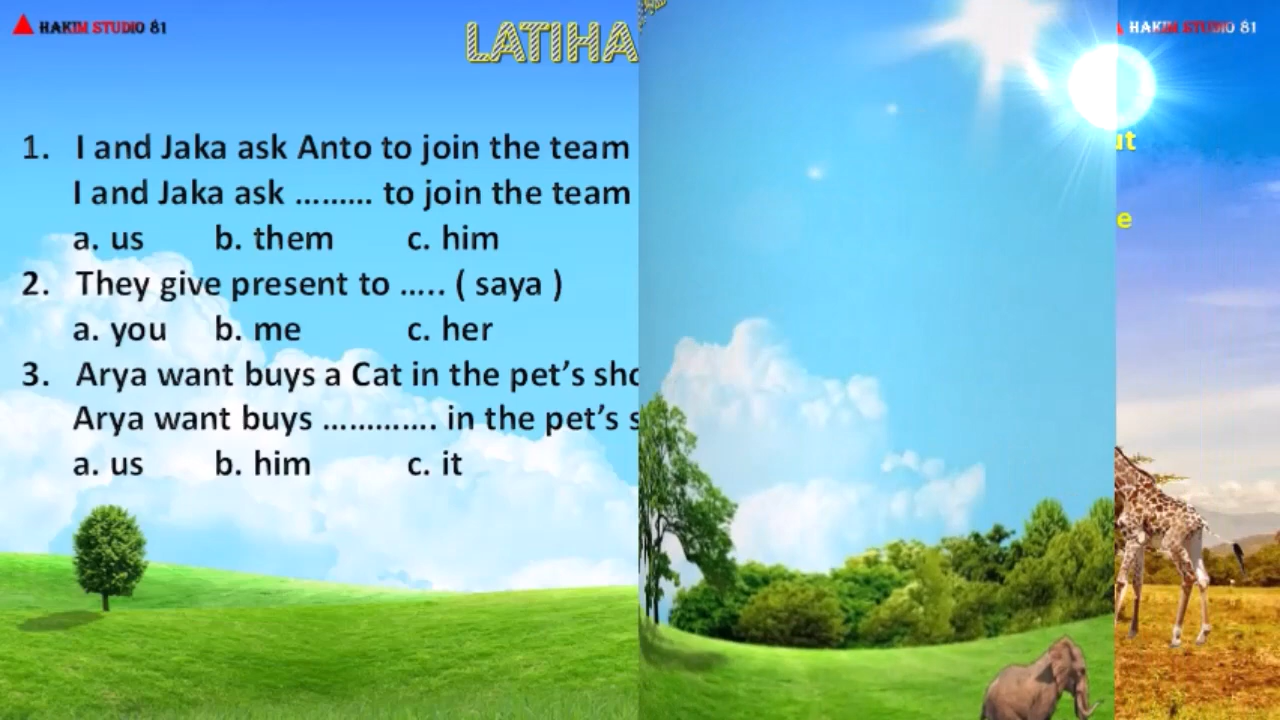 HAKIM STUDIO 81
LATIHA
HAKIM STUDIO 81
1. I and Jaka ask Anto to join the team
I and Jaka ask ......... to join the team
a. us b. them c. him
2. They give present to ..... ( saya )
a. you b. me c. her
3. Arya want buys a Cat in the pet’s sho
Arya want buys ............. in the pet’s s
a. us b. him c. it
ut
e